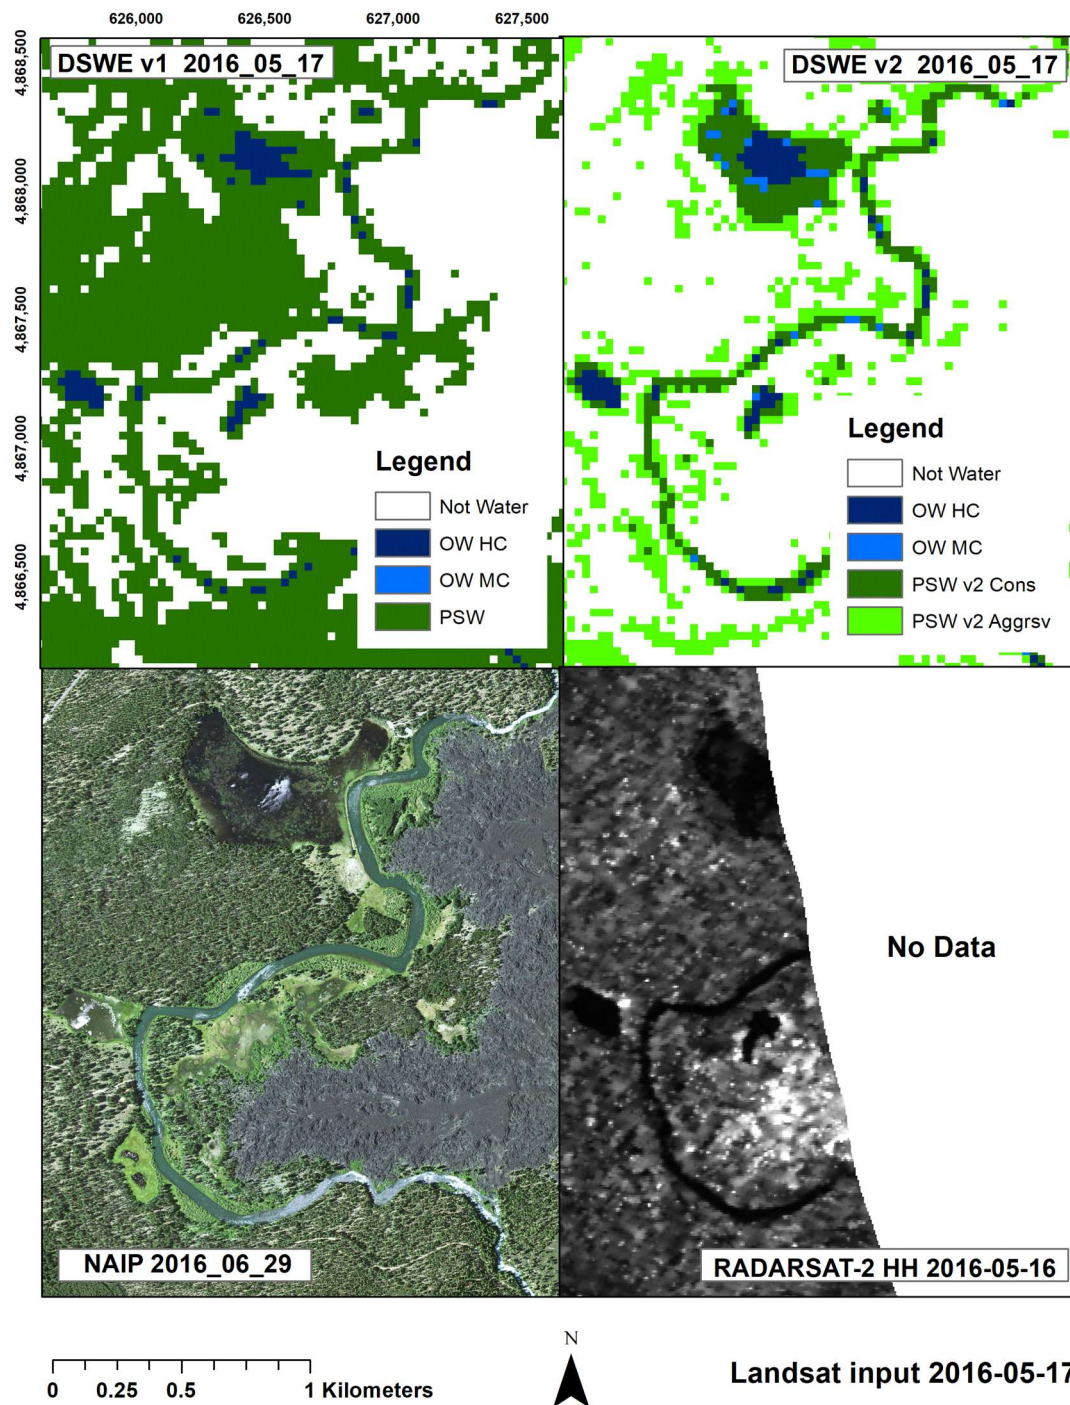 626,000 626,500 627,000 627,500
4,868,500
4,868,000
4,867,500
4,867,000
4,866,500
DSWE v1 2016_05_17
Legend
Not Water
OW HC
OW MC
PSW
DSWE v2 2016_05_17
Legend
Not Water
OW HC
OW MC
PSW v2 Cons
PSW v2 Aggrsv
NAIP 2016_06_29
No Data
RADARSAT-2 HH 2016-05-16
0 0.25 0.5 1 Kilometers
N
Landsat input 2016-05-17